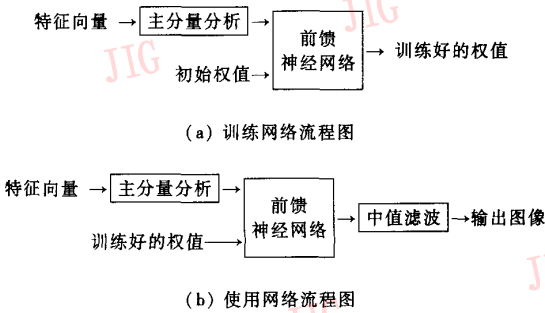 JIG
特征向量 → 主分量分析 →
前馈
神经网络
→ 训练好的权值
初始权值 →
JIG
(a) 训练网络流程图
特征向量 → 主分量分析 →
前馈
神经网络
→ 中值滤波 → 输出图像
训练好的权值 →
(b) 使用网络流程图